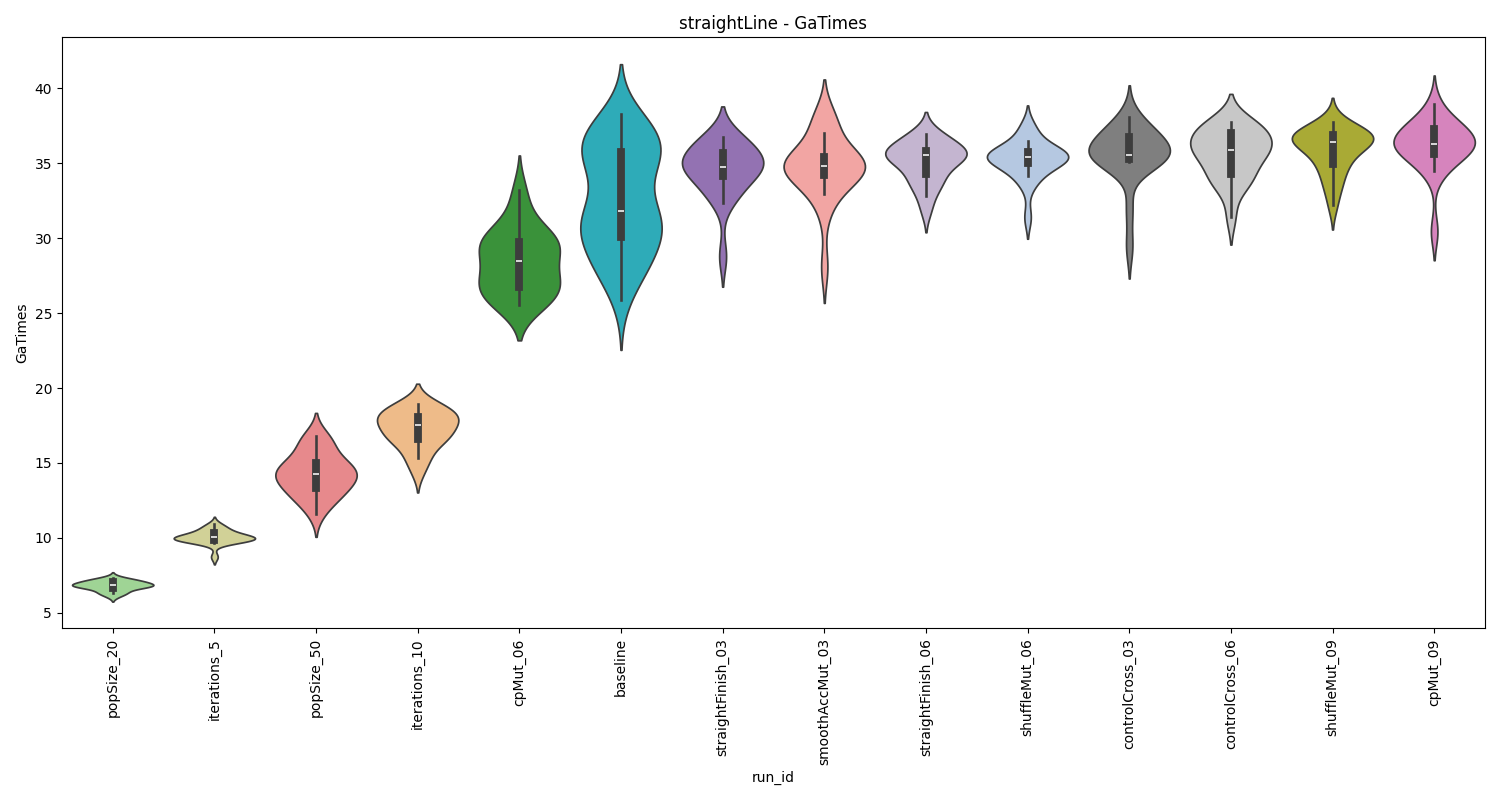 straightLine - GaTimes
GaTimes
40
35
30
25
20
15
10
5
popSize_20
iterations_5
popSize_50
iterations_10
cpMut_06
baseline
straightFinish_03
smoothAccMut_03
straightFinish_06
shuffleMut_06
controlCross_03
controlCross_06
shuffleMut_09
cpMut_09
run_id